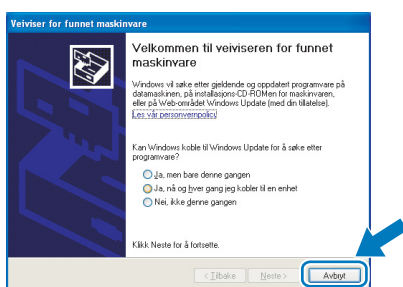 Veiviser for funnet maskinvare
Velkommen til veiviseren for funnet
maskinvare
Windows vil søke etter gjeldende og oppdatert programvare på
datamaskinen, på installasjons-CD-ROMen for maskinvaren,
eller på Web-området Windows Update (med din tillatelse).
Les vår personvernpolicy
Kan Windows koble til Windows Update for å søke etter
programvare?
Ja, men bare denne gangen
Ja, nå og hver gang jeg kobler til en enhet
Nei, ikke denne gangen
Klikk Neste for å fortsette.
< Tilbake Neste > Avbryt